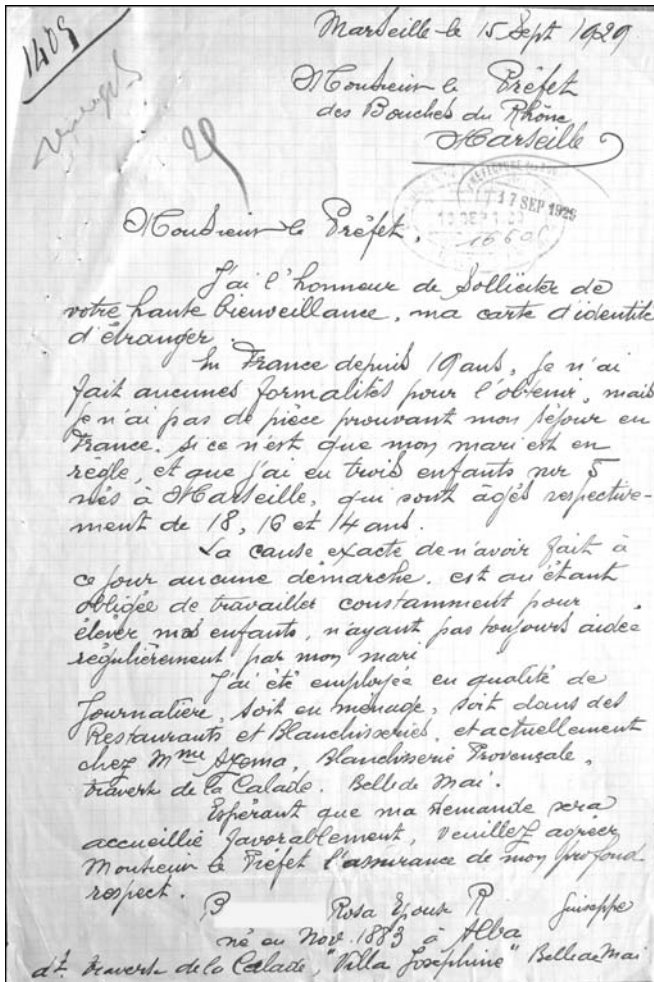 Marseille le 15 Sept 1929
1409
Monsieur le Préfet
des Bouches du Rhône
Marseille
17 SEP 1929
Monsieur le Préfet,
J'ai l'honneur de Solliciter de
votre haute bienveillance, ma carte d'identité
d'étranger.
En France depuis 19 ans, je n'ai
fait aucunes formalités pour l'obtenir, mais
je n'ai pas de pièce prouvant mon séjour en
France. si ce n'est que mon mari est en
règle, et que j'ai eu trois enfants sur 5
nés à Marseille, qui sont âgés respective-
ment de 18, 16 et 14 ans.
La cause exacte de n'avoir fait à
ce jour aucune démarche. est au étant
obligée de travailler constamment pour
élever mes enfants, n'ayant pas toujours aidée
régulièrement par mon mari
J'ai été employée en qualité de
Journalière, soit en ménage, soit dans des
Restaurants et Blanchisseries, et actuellement
chez Mme Azema, Blanchisserie Provençale,
traverse de la Calade. Belle de Mai.
Espérant que ma demande sera
accueillie favorablement, veuillez agréer
Monsieur le Préfet l'assurance de mon profond
respect.
B Rosa Epouse R Guiseppe
né en Nov. 1883 à Alba
dt. traverse de la Calade, "Villa Joséphine" Belle de Mai